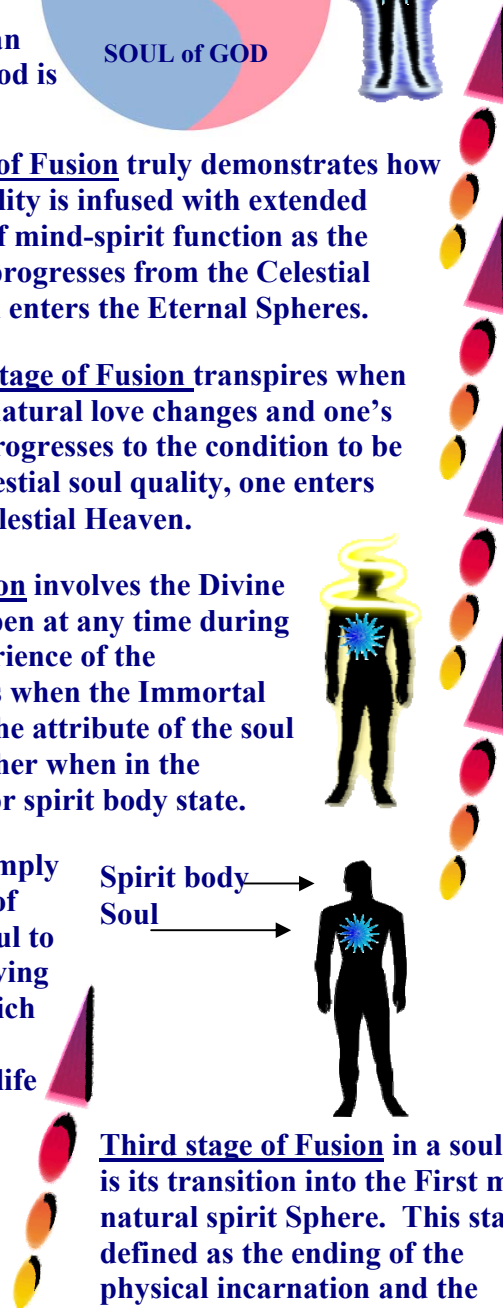 an
od is
SOUL of GOD
of Fusion truly demonstrates how
lity is infused with extended
f mind-spirit function as the
progresses from the Celestial
enters the Eternal Spheres.
tage of Fusion transpires when
natural love changes and one's
rogresses to the condition to be
estial soul quality, one enters
lestial Heaven.
on involves the Divine
pen at any time during
rience of the
s when the Immortal
he attribute of the soul
her when in the
or spirit body state.
mply
of
ul to
ving
ich
life
Spirit body
Soul
Third stage of Fusion in a soul
is its transition into the First m
natural spirit Sphere. This sta
defined as the ending of the
physical incarnation and the